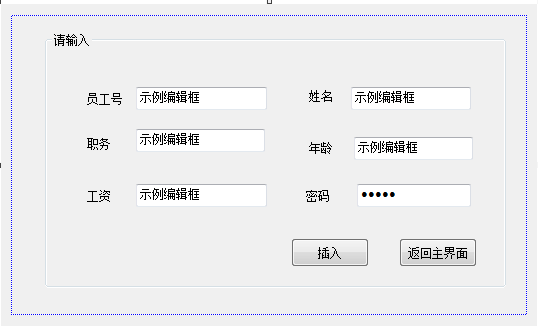 请输入
员工号 示例编辑框 姓名 示例编辑框
职务 示例编辑框 年龄 示例编辑框
工资 示例编辑框 密码 •••••
插入 返回主界面